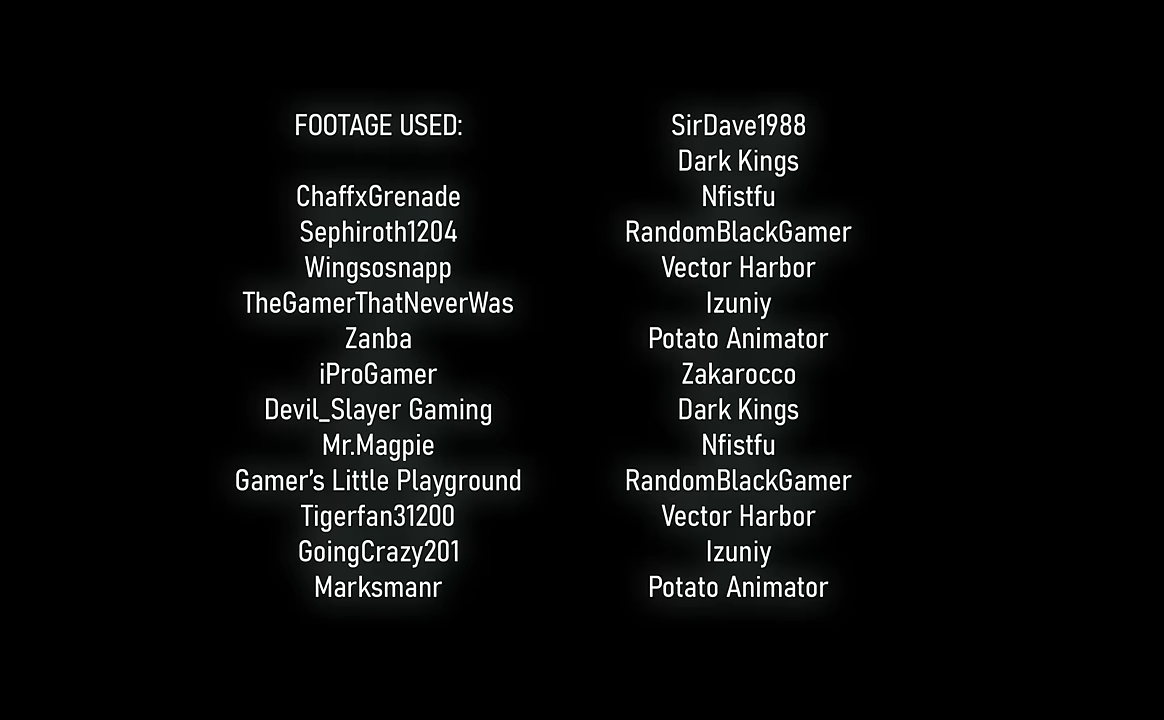 FOOTAGE USED:
ChaffxGrenade
Sephiroth1204
Wingsosnapp
TheGamerThatNeverWas
Zanba
iProGamer
Devil_Slayer Gaming
Mr.Magpie
Gamer’s Little Playground
Tigerfan31200
GoingCrazy201
Marksmanr
SirDave1988
Dark Kings
Nfistfu
RandomBlackGamer
Vector Harbor
Izuniy
Potato Animator
Zakarocco
Dark Kings
Nfistfu
RandomBlackGamer
Vector Harbor
Izuniy
Potato Animator